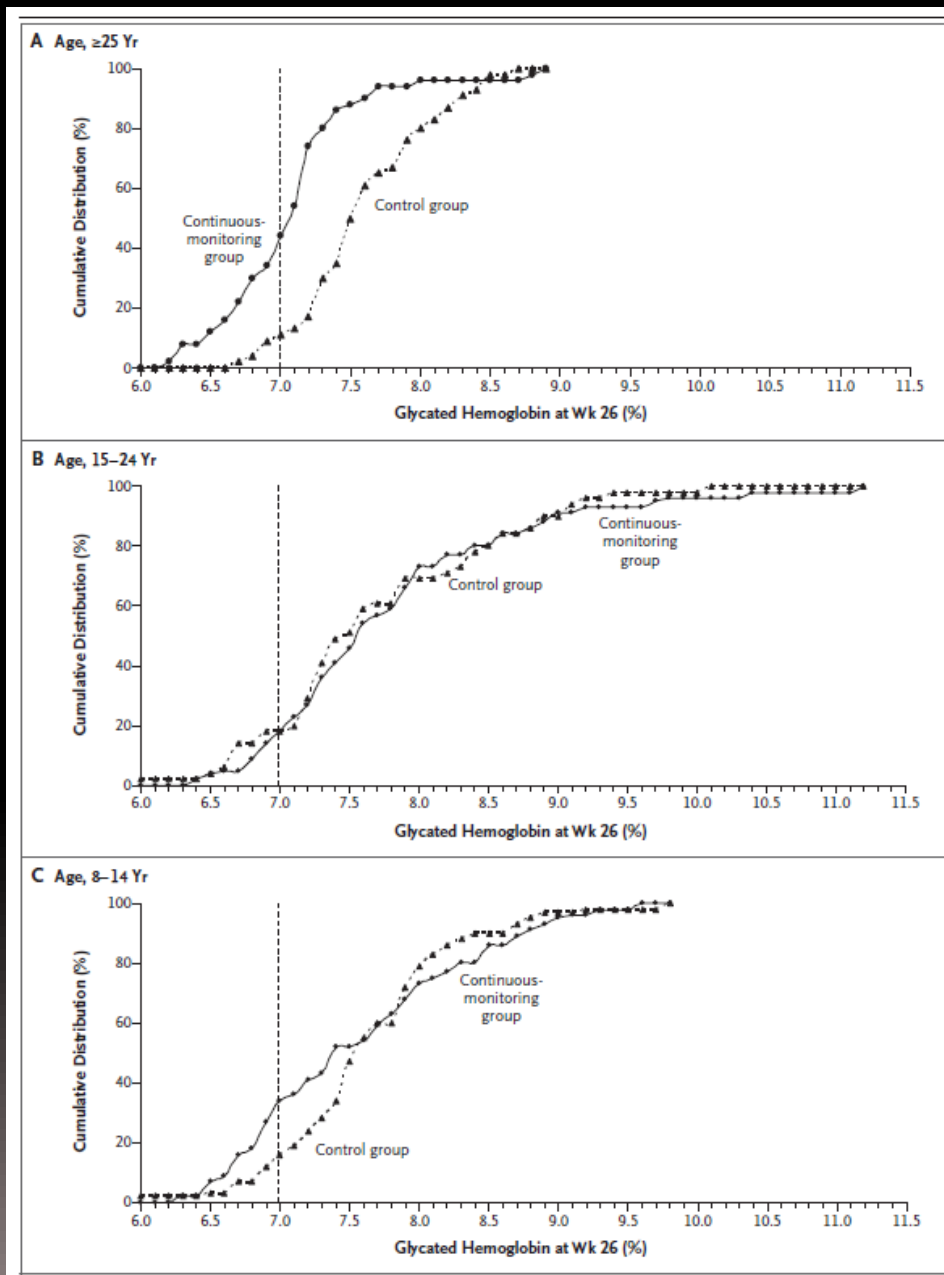 A Age, ≥25 Yr
100
80
60
40
20
0
Cumulative Distribution (%)
Continuous-
monitoring
group
Control group
6.0 6.5 7.0 7.5 8.0 8.5 9.0 9.5 10.0 10.5 11.0 11.5
Glycated Hemoglobin at Wk 26 (%)
B Age, 15–24 Yr
100
80
60
40
20
0
Cumulative Distribution (%)
Continuous-
monitoring
group
Control group
6.0 6.5 7.0 7.5 8.0 8.5 9.0 9.5 10.0 10.5 11.0 11.5
Glycated Hemoglobin at Wk 26 (%)
C Age, 8–14 Yr
100
80
60
40
20
0
Cumulative Distribution (%)
Continuous-
monitoring
group
Control group
6.0 6.5 7.0 7.5 8.0 8.5 9.0 9.5 10.0 10.5 11.0 11.5
Glycated Hemoglobin at Wk 26 (%)